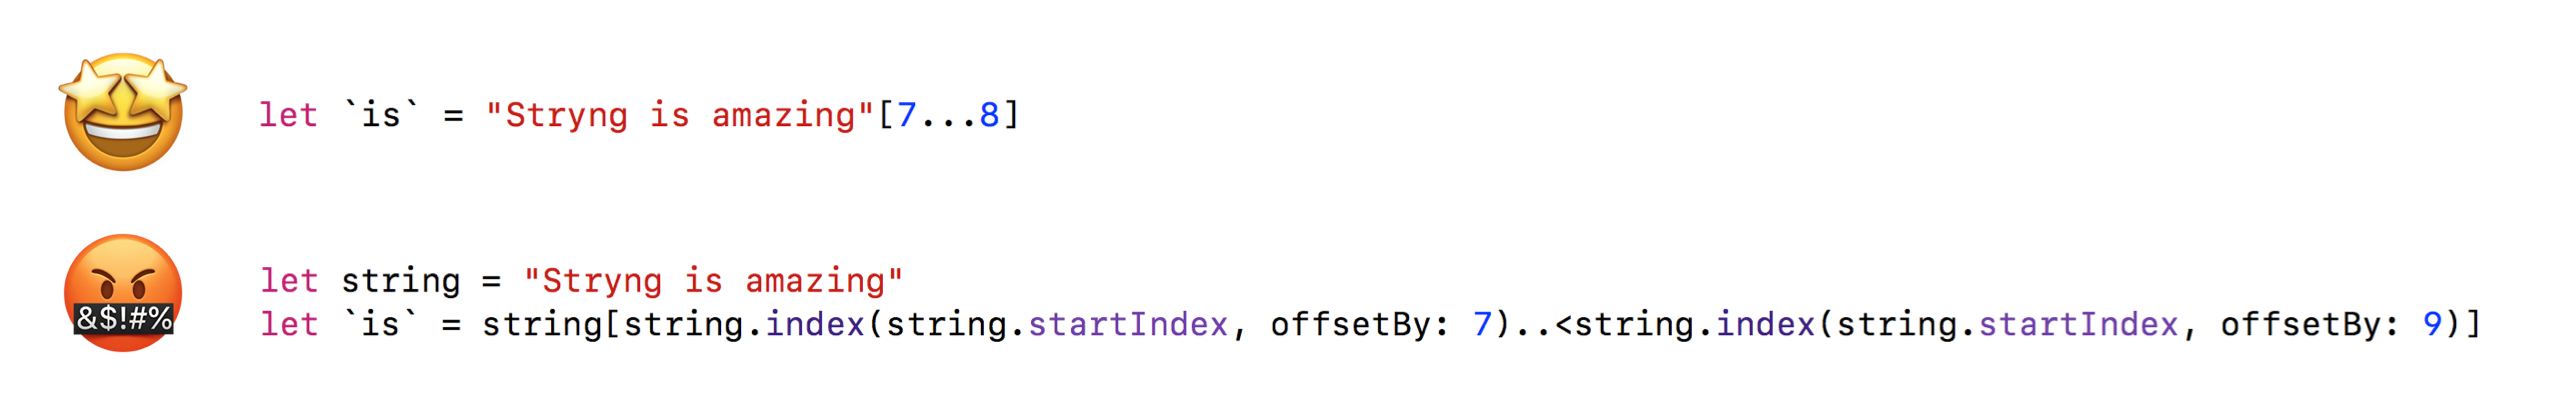 let `is` = "Stryng is amazing"[7...8]
&$!#%
let string = "Stryng is amazing"
let `is` = string[string.index(string.startIndex, offsetBy: 7)..<string.index(string.startIndex, offsetBy: 9)]